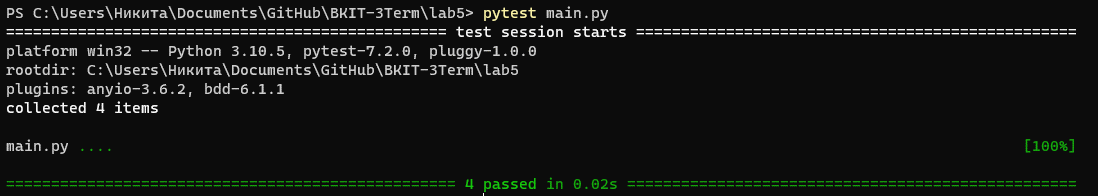 PS C:\Users\Никита\Documents\GitHub\BKIT-3Term\lab5> pytest main.py
================================================= test session starts =================================================
platform win32 -- Python 3.10.5, pytest-7.2.0, pluggy-1.0.0
rootdir: C:\Users\Никита\Documents\GitHub\BKIT-3Term\lab5
plugins: anyio-3.6.2, bdd-6.1.1
collected 4 items
main.py .... [100%]
================================================== 4 passed in 0.02s ==================================================